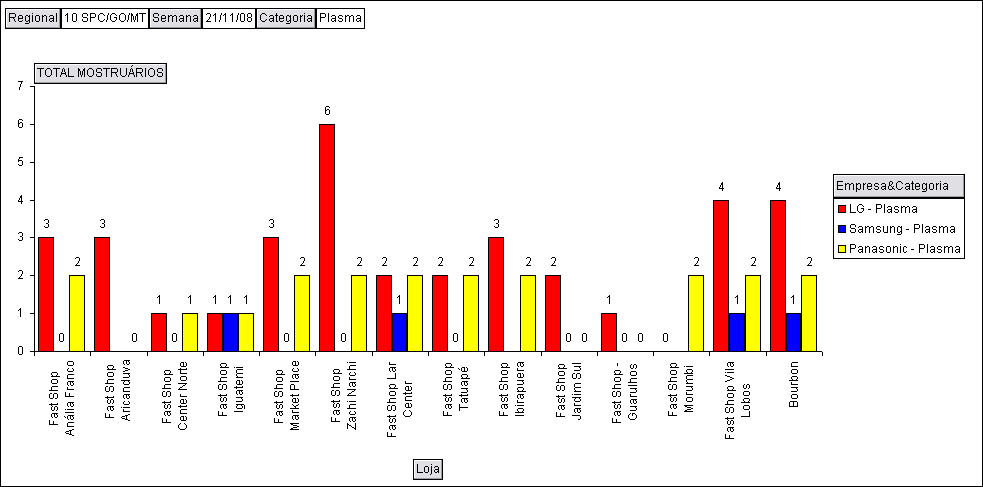 Regional 10 SPC/GO/MT Semana 21/11/08 Categoria Plasma
TOTAL MOSTRUÁRIOS
7
6
5
4
3
2
1
0
3 0 2
3 0
1 0 1
1 1 1
3 0 2
6 0 2
2 1 2
2 0 2
3 0 2
2 0 0
1 0 0
0 2
4 1 2
4 1 2
Fast Shop
Anália Franco
Fast Shop
Aricanduva
Fast Shop
Center Norte
Fast Shop
Iguatemi
Fast Shop
Market Place
Fast Shop
Zachi Narchi
Fast Shop Lar
Center
Fast Shop
Tatuapé
Fast Shop
Ibirapuera
Fast Shop
Jardim Sul
Fast Shop -
Guarulhos
Fast Shop
Morumbi
Fast Shop Villa
Lobos
Bourbon
Loja
Empresa&Categoria
LG - Plasma
Samsung - Plasma
Panasonic - Plasma